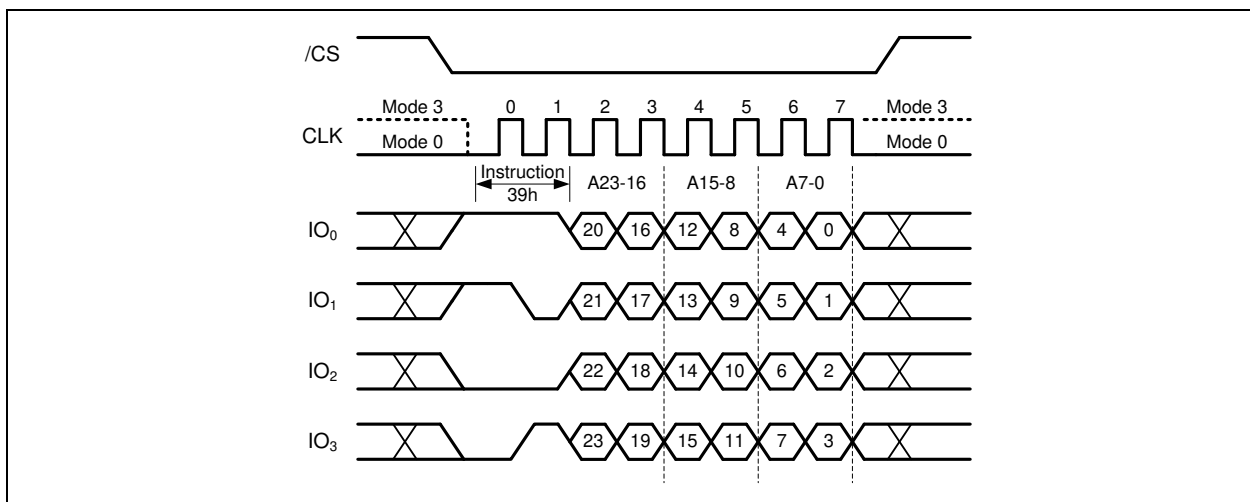 /CS
Mode 3 0 1 2 3 4 5 6 7 Mode 3
CLK
Mode 0 Mode 0
Instruction
39h
A23-16 A15-8 A7-0
IO₀ 20 16 12 8 4 0
IO₁ 21 17 13 9 5 1
IO₂ 22 18 14 10 6 2
IO₃ 23 19 15 11 7 3